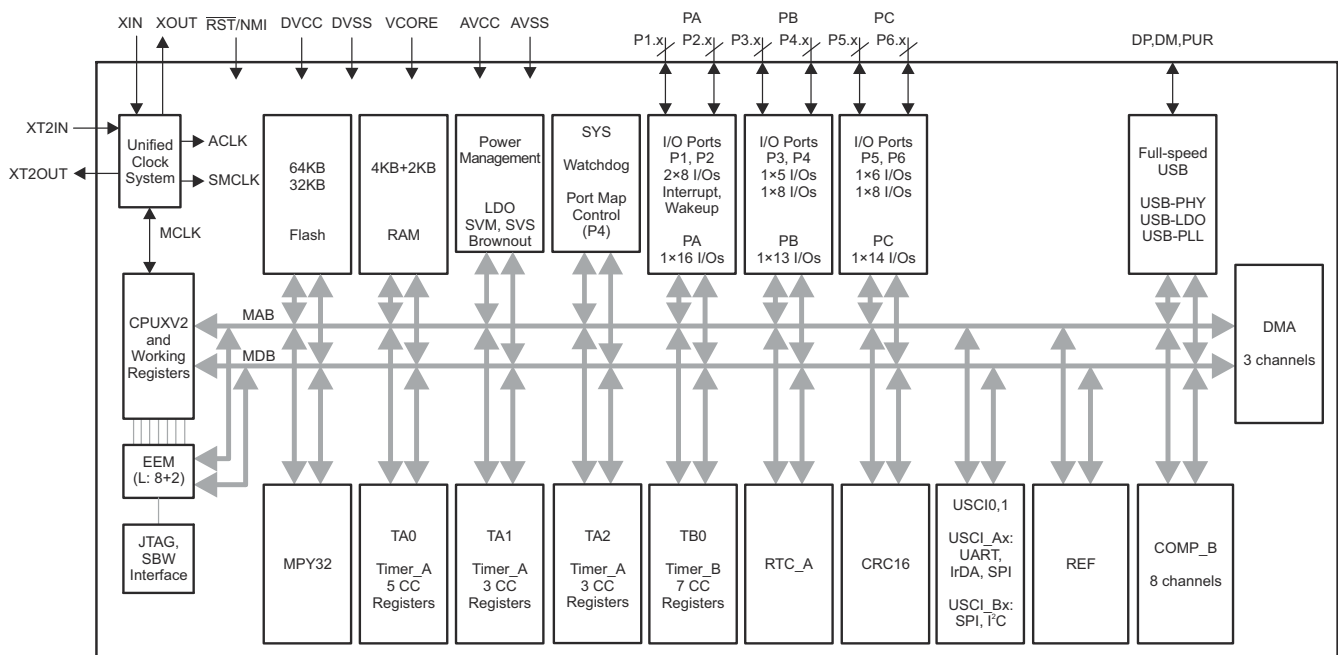 XIN XOUT RST/NMI DVCC DVSS VCORE AVCC AVSS
PA PB PC
P1.x P2.x P3.x P4.x P5.x P6.x
DP,DM,PUR
XT2IN
XT2OUT
Unified
Clock
System
ACLK
SMCLK
MCLK
64KB
32KB
Flash
4KB+2KB
RAM
Power
Management
LDO
SVM, SVS
Brownout
SYS
Watchdog
Port Map
Control
(P4)
I/O Ports
P1, P2
2×8 I/Os
Interrupt,
Wakeup
PA
1×16 I/Os
I/O Ports
P3, P4
1×5 I/Os
1×8 I/Os
PB
1×13 I/Os
I/O Ports
P5, P6
1×6 I/Os
1×8 I/Os
PC
1×14 I/Os
Full-speed
USB
USB-PHY
USB-LDO
USB-PLL
CPUXV2
and
Working
Registers
MAB
MDB
DMA
3 channels
EEM
(L: 8+2)
JTAG,
SBW
Interface
MPY32
TA0
Timer_A
5 CC
Registers
TA1
Timer_A
3 CC
Registers
TA2
Timer_A
3 CC
Registers
TB0
Timer_B
7 CC
Registers
RTC_A
CRC16
USCI0,1
USCI_Ax:
UART,
IrDA, SPI
USCI_Bx:
SPI, I²C
REF
COMP_B
8 channels